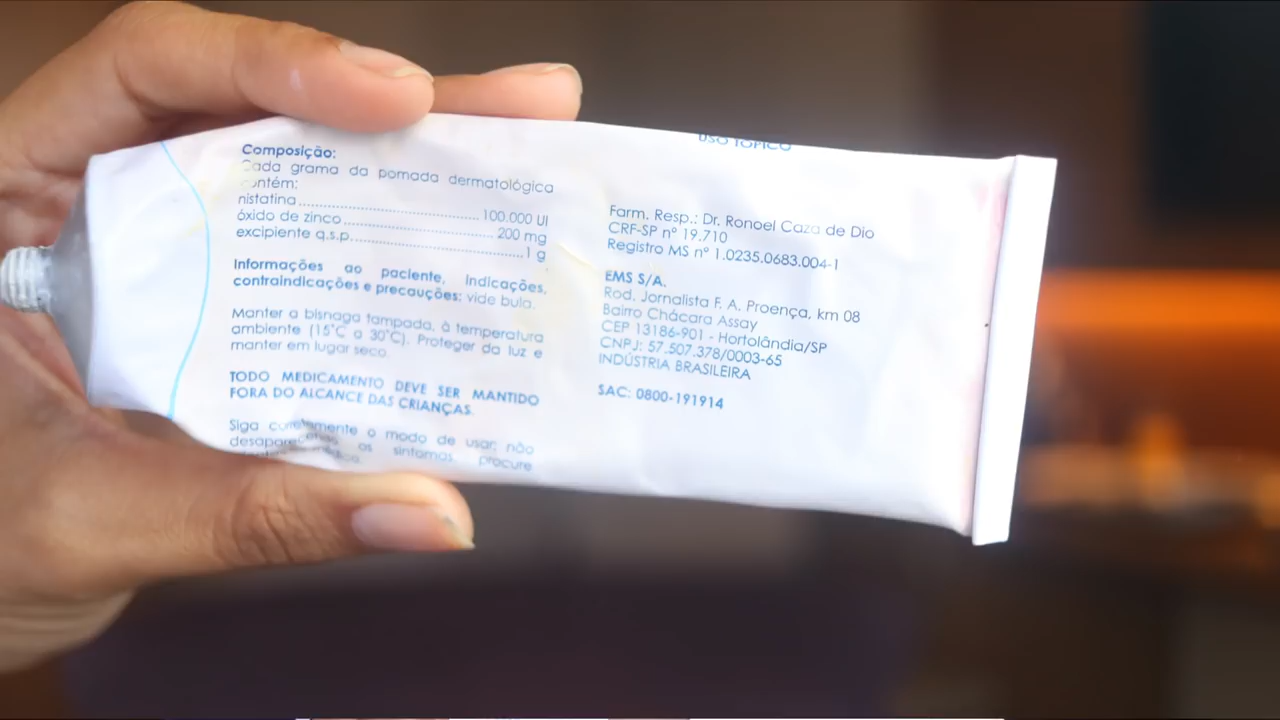 USO TÓPICO
Composição:
Cada grama da pomada dermatológica
contém:
nistatina........................................................100.000 UI
óxido de zinco..............................................200 mg
excipiente q.s.p.....................................................1 g
Informações ao paciente, Indicações,
contraindicações e precauções: vide bula.
Manter a bisnaga tampada, à temperatura
ambiente (15°C a 30°C). Proteger da luz e
manter em lugar seco.
TODO MEDICAMENTO DEVE SER MANTIDO
FORA DO ALCANCE DAS CRIANÇAS.
Siga corretamente o modo de usar; não
desaparecendo os sintomas, procure
Farm. Resp.: Dr. Ronoel Caza de Dio
CRF-SP nº 19.710
Registro MS nº 1.0235.0683.004-1
EMS S/A.
Rod. Jornalista F. A. Proença, km 08
Bairro Chácara Assay
CEP 13186-901 - Hortolândia/SP
CNPJ: 57.507.378/0003-65
INDÚSTRIA BRASILEIRA
SAC: 0800-191914